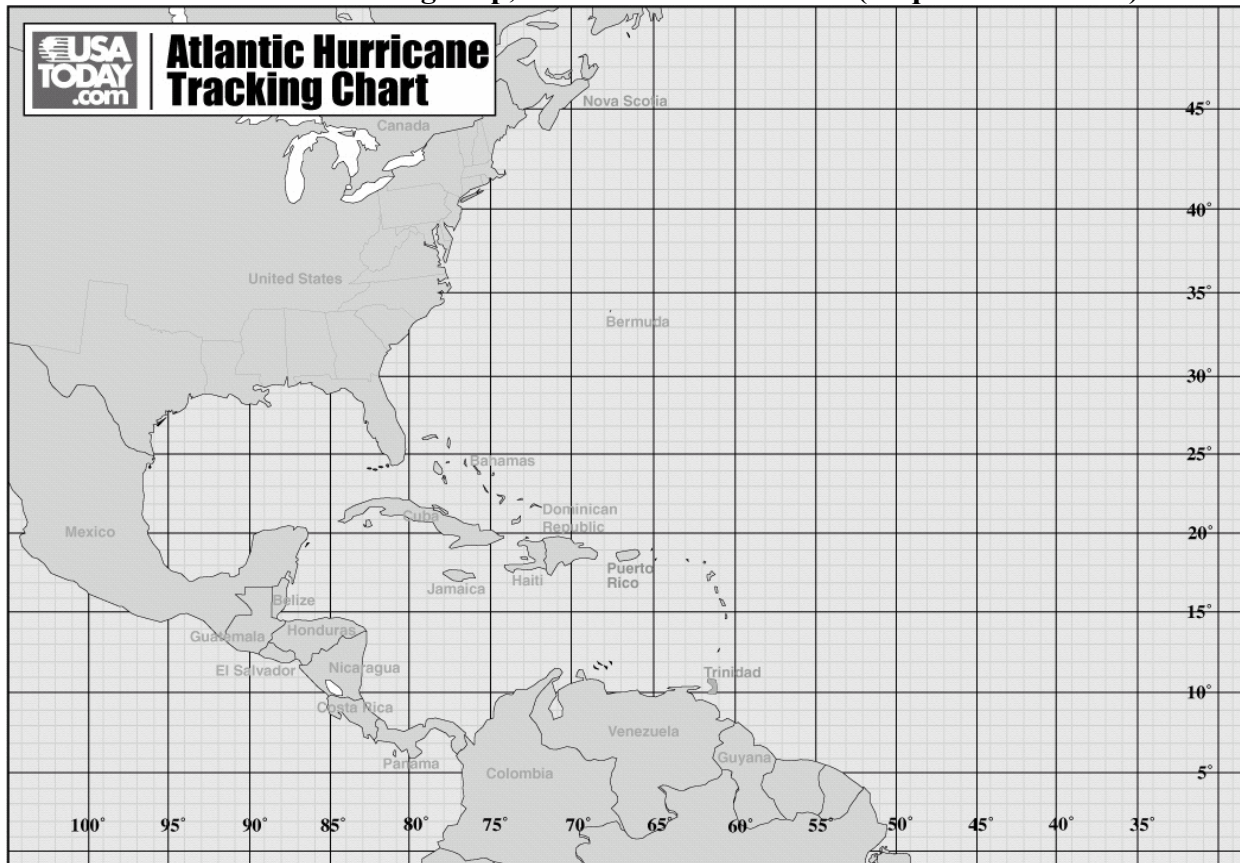 USA
TODAY
.com
Atlantic Hurricane
Tracking Chart
Canada
Nova Scotia
45°
40°
United States
35°
Bermuda
30°
Bahamas
25°
Dominican
Republic
Cuba
Mexico
20°
Puerto
Rico
Haiti
Jamaica
Belize
15°
Guatemala
Honduras
El Salvador
Nicaragua
Trinidad
10°
Costa Rica
Venezuela
Guyana
Panama
Colombia
5°
100° 95° 90° 85° 80° 75° 70° 65° 60° 55° 50° 45° 40° 35°